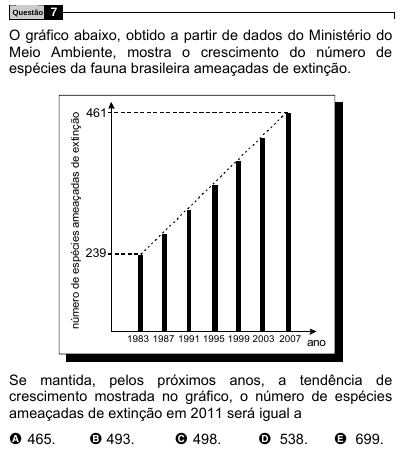 Questão 7
O gráfico abaixo, obtido a partir de dados do Ministério do
Meio Ambiente, mostra o crescimento do número de
espécies da fauna brasileira ameaçadas de extinção.
número de espécies ameaçadas de extinção
461
239
1983 1987 1991 1995 1999 2003 2007
ano
Se mantida, pelos próximos anos, a tendência de
crescimento mostrada no gráfico, o número de espécies
ameaçadas de extinção em 2011 será igual a
A 465. B 493. C 498. D 538. E 699.